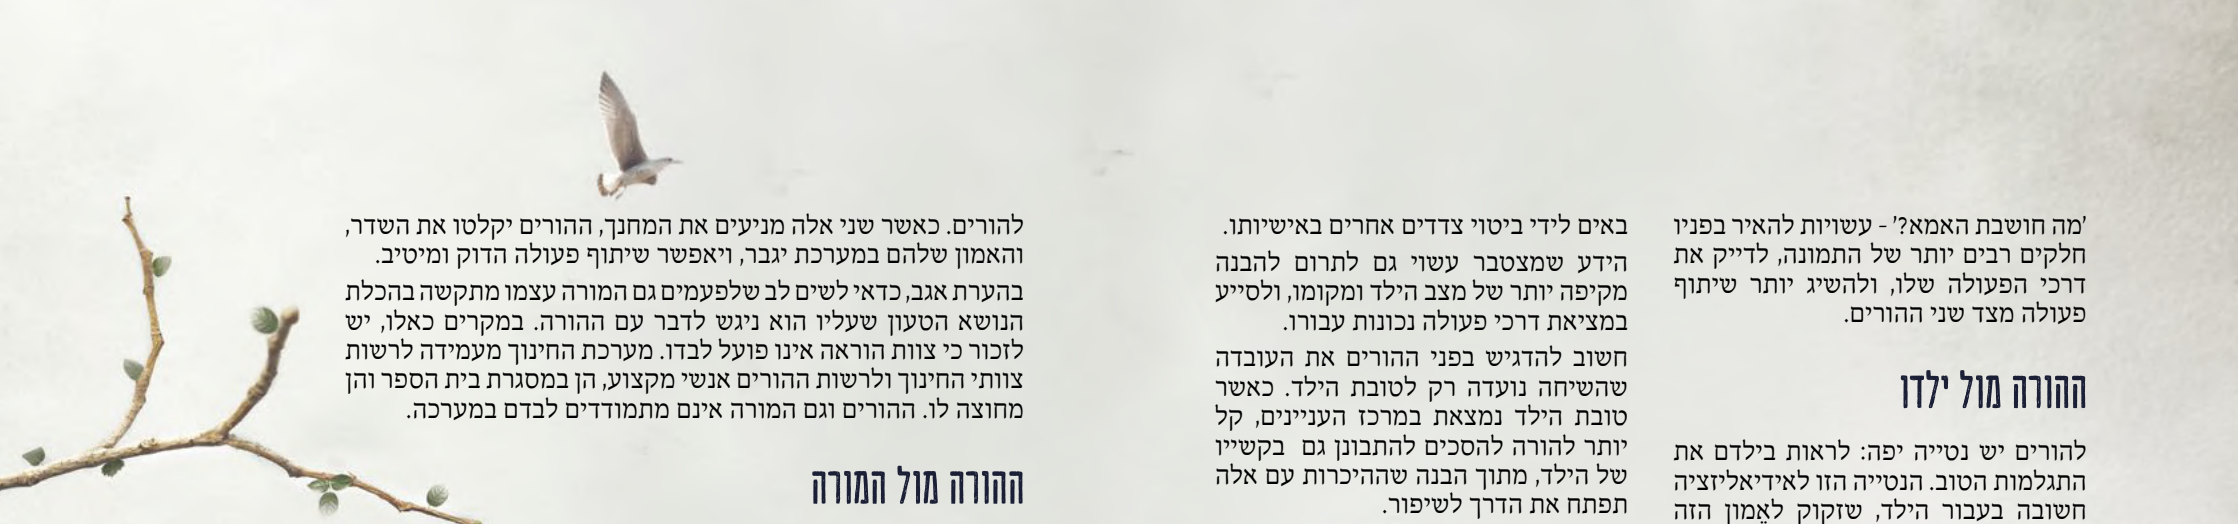 'מה חושבת האמא?' - עשויות להאיר בפניו
חלקים רבים יותר של התמונה, לדייק את
דרכי הפעולה שלו, ולהשיג יותר שיתוף
פעולה מצד שני ההורים.
ההורה מול ילדו
להורים יש נטייה יפה: לראות בילדם את
התגלמות הטוב. הנטייה הזו לאידיאליזציה
חשובה בעבור הילד, שזקוק לאֵמון הזה
באים לידי ביטוי צדדים אחרים באישיותו.
הידע שמצטבר עשוי גם לתרום להבנה
מקיפה יותר של מצב הילד ומקומו, ולסייע
במציאת דרכי פעולה נכונות עבורו.
חשוב להדגיש בפני ההורים את העובדה
שהשיחה נועדה רק לטובת הילד. כאשר
טובת הילד נמצאת במרכז העניינים, קל
יותר להורה להסכים להתבונן גם בקשייו
של הילד, מתוך הבנה שההיכרות עם אלה
תפתח את הדרך לשיפור.
להורים. כאשר שני אלה מניעים את המחנך, ההורים יקלטו את השדר,
והאמון שלהם במערכת יגבר, ויאפשר שיתוף פעולה הדוק ומיטיב.
בהערת אגב, כדאי לשים לב שלפעמים גם המורה עצמו מתקשה בהכלת
הנושא הטעון שעליו הוא ניגש לדבר עם ההורה. במקרים כאלו, יש
לזכור כי צוות הוראה אינו פועל לבדו. מערכת החינוך מעמידה לרשות
צוותי החינוך ולרשות ההורים אנשי מקצוע, הן במסגרת בית הספר והן
מחוצה לו. ההורים וגם המורה אינם מתמודדים לבדם במערכה.
ההורה מול המורה